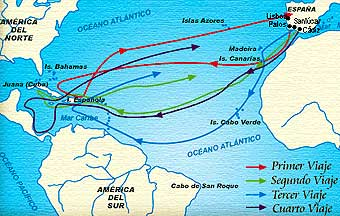 OCÉANO ATLÁNTICO
ESPAÑA
Lisboa
Islas Azores
Palos
Sanlúcar
Cádiz
AMÉRICA
DEL
NORTE
Madeira
Is. Bahamas
Is. Canarias
Juana (Cuba)
La Española
Mar Caribe
Is. Cabo Verde
OCÉANO ATLÁNTICO
OCÉANO PACÍFICO
AMÉRICA
DEL
SUR
Cabo de San Roque
Primer Viaje
Segundo Viaje
Tercer Viaje
Cuarto Viaje